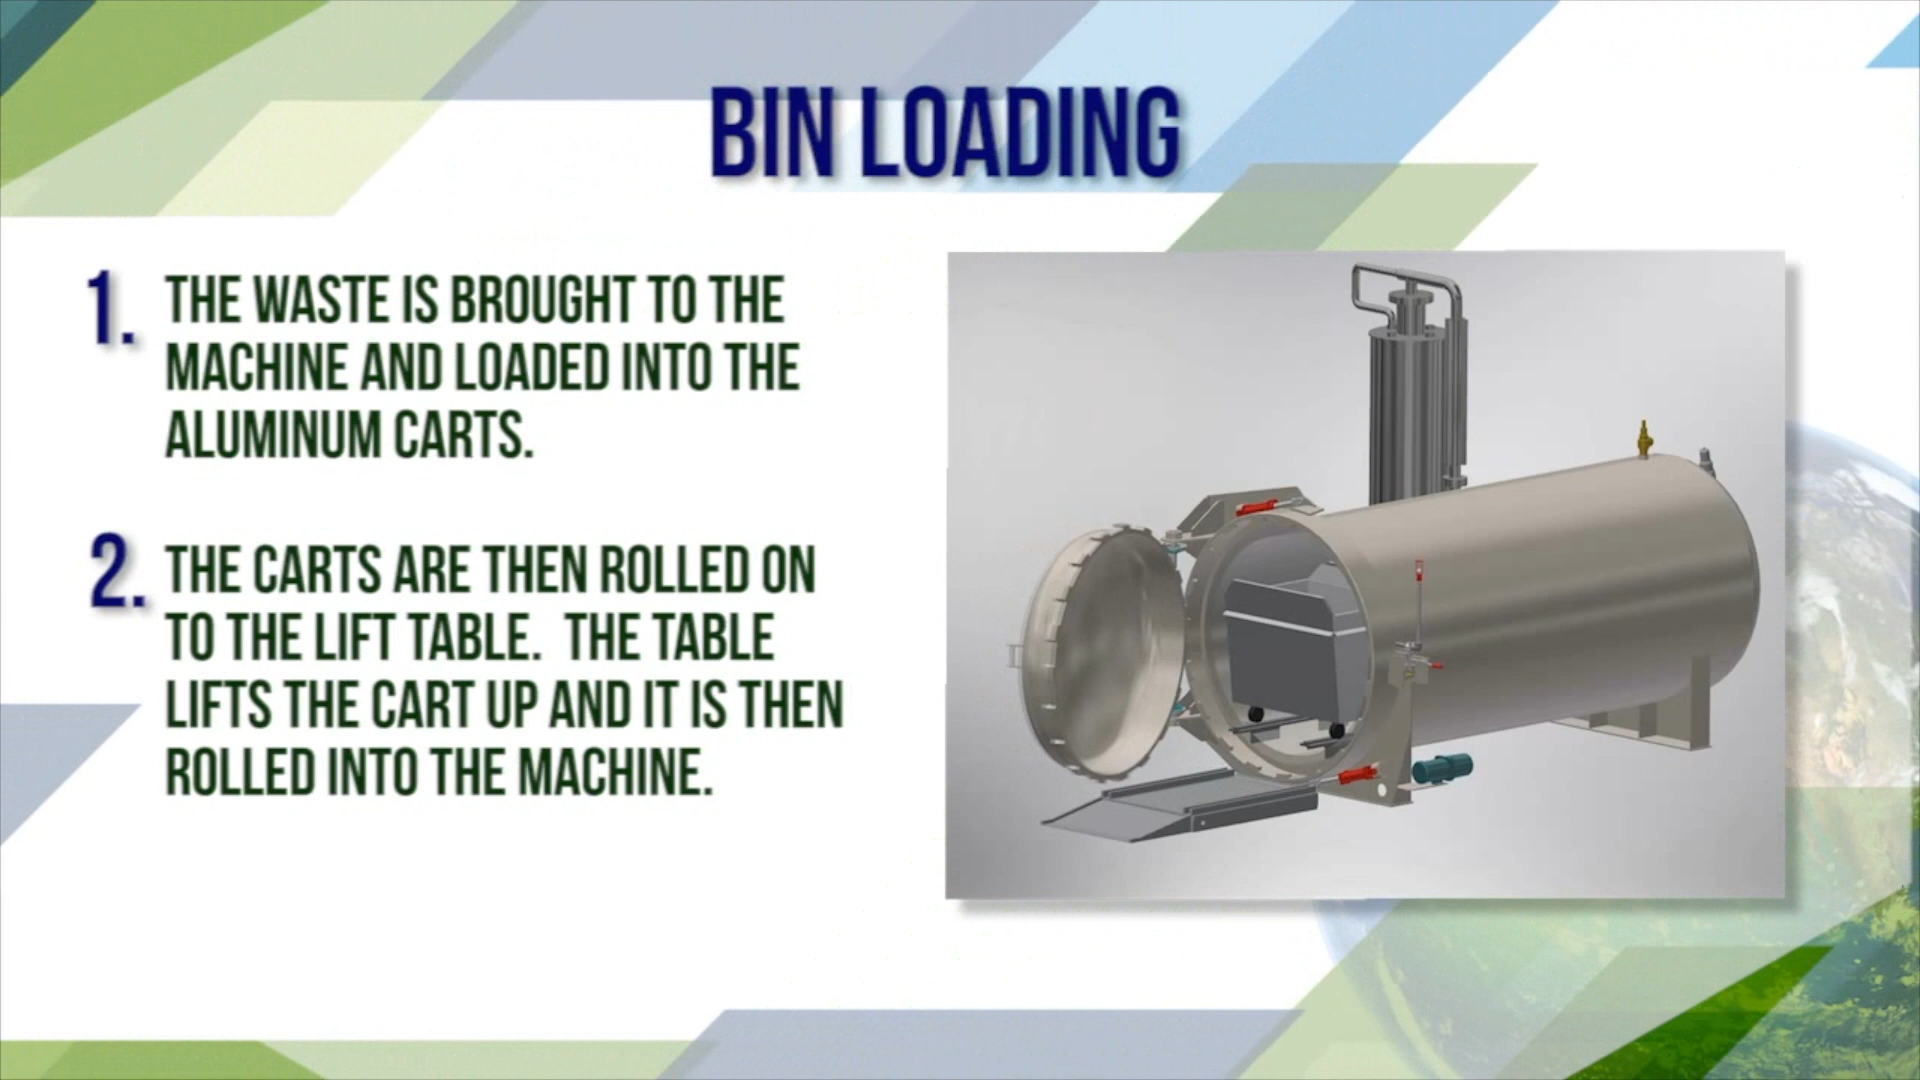 BIN LOADING
1. THE WASTE IS BROUGHT TO THE
MACHINE AND LOADED INTO THE
ALUMINUM CARTS.
2. THE CARTS ARE THEN ROLLED ON
TO THE LIFT TABLE.  THE TABLE
LIFTS THE CART UP AND IT IS THEN
ROLLED INTO THE MACHINE.